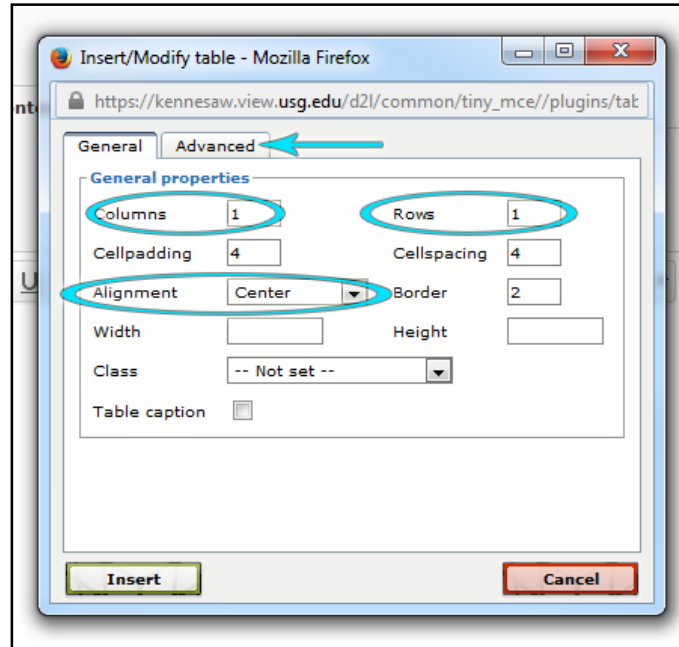 Insert/Modify table - Mozilla Firefox
https://kennesaw.view.usg.edu/d2l/common/tiny_mce//plugins/tab
General Advanced
General properties
Columns 1 Rows 1
Cellpadding 4 Cellspacing 4
Alignment Center Border 2
Width Height
Class -- Not set --
Table caption
Insert Cancel
U